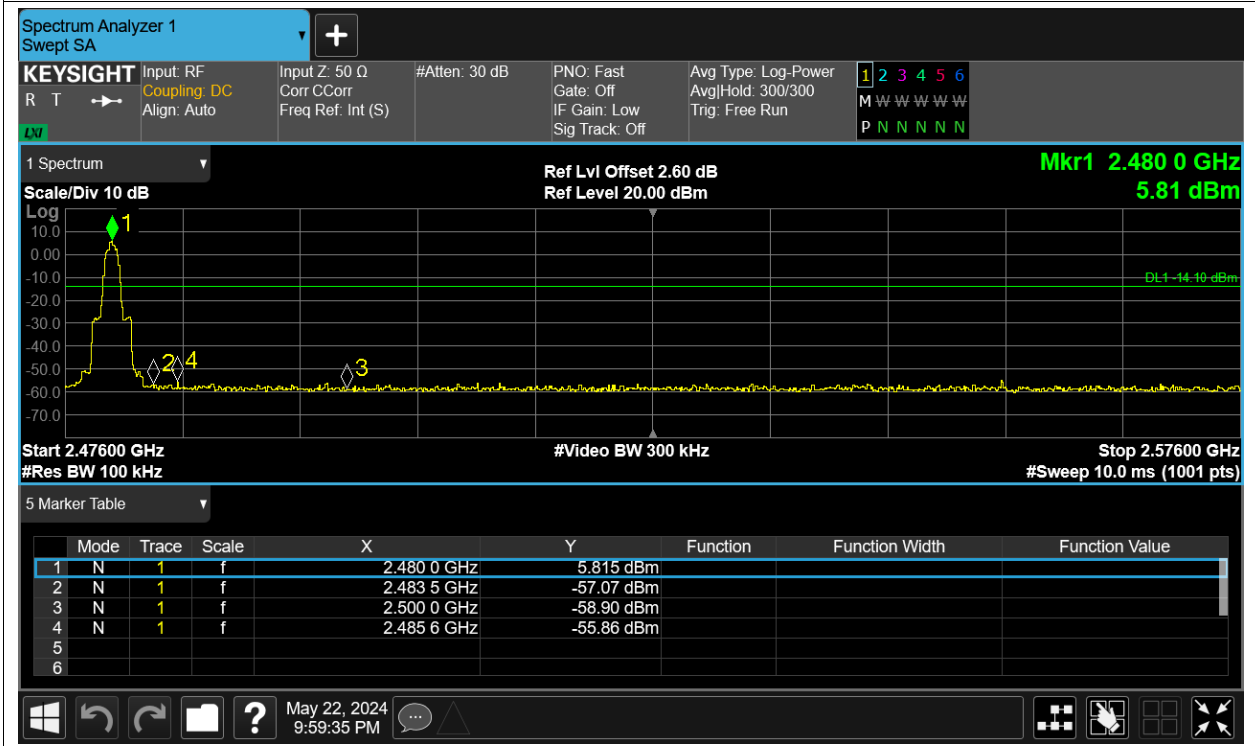 Spectrum Analyzer 1
Swept SA
+
KEYSIGHT Input: RF Input Z: 50 Ω #Atten: 30 dB PNO: Fast Avg Type: Log-Power 1 2 3 4 5 6
R T Coupling: DC Corr CCorr Gate: Off Avg|Hold: 300/300 M W W W W W W
Align: Auto Freq Ref: Int (S) IF Gain: Low Trig: Free Run
LXI Sig Track: Off P N N N N N N
1 Spectrum Ref Lvl Offset 2.60 dB Mkr1 2.480 0 GHz
Scale/Div 10 dB Ref Level 20.00 dBm 5.81 dBm
Log
1
10.0
0.00
-10.0 DL1 -14.10 dBm
-20.0
-30.0
-40.0
2 4 3
-50.0
-60.0
-70.0
Start 2.47600 GHz #Video BW 300 kHz Stop 2.57600 GHz
#Res BW 100 kHz #Sweep 10.0 ms (1001 pts)
5 Marker Table
Mode Trace Scale X Y Function Function Width Function Value
1 N 1 f 2.480 0 GHz 5.815 dBm
2 N 1 f 2.483 5 GHz -57.07 dBm
3 N 1 f 2.500 0 GHz -58.90 dBm
4 N 1 f 2.485 6 GHz -55.86 dBm
5
6
? May 22, 2024
9:59:35 PM